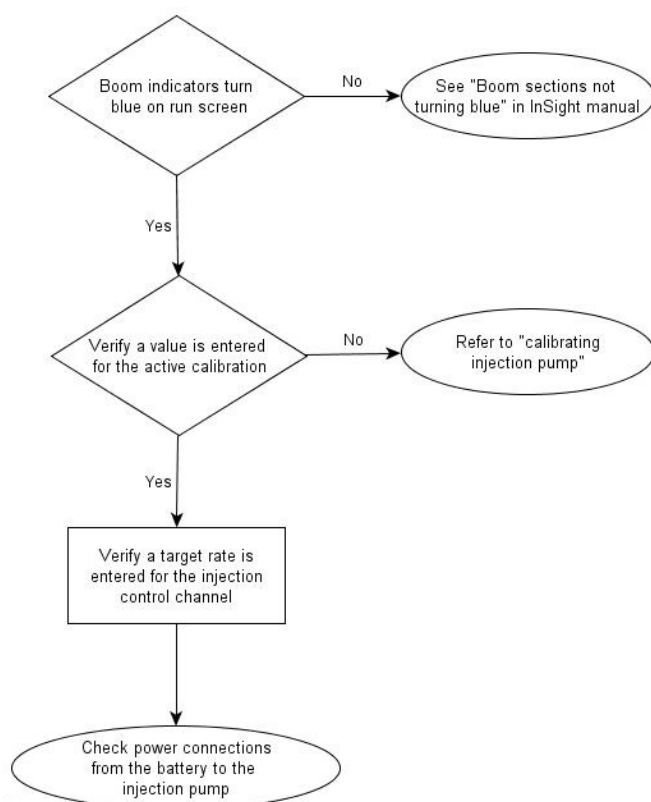 Boom indicators turn
blue on run screen
No
See "Boom sections not
turning blue" in InSight manual
Yes
Verify a value is entered
for the active calibration
No
Refer to "calibrating
injection pump"
Yes
Verify a target rate is
entered for the injection
control channel
Check power connections
from the battery to the
injection pump